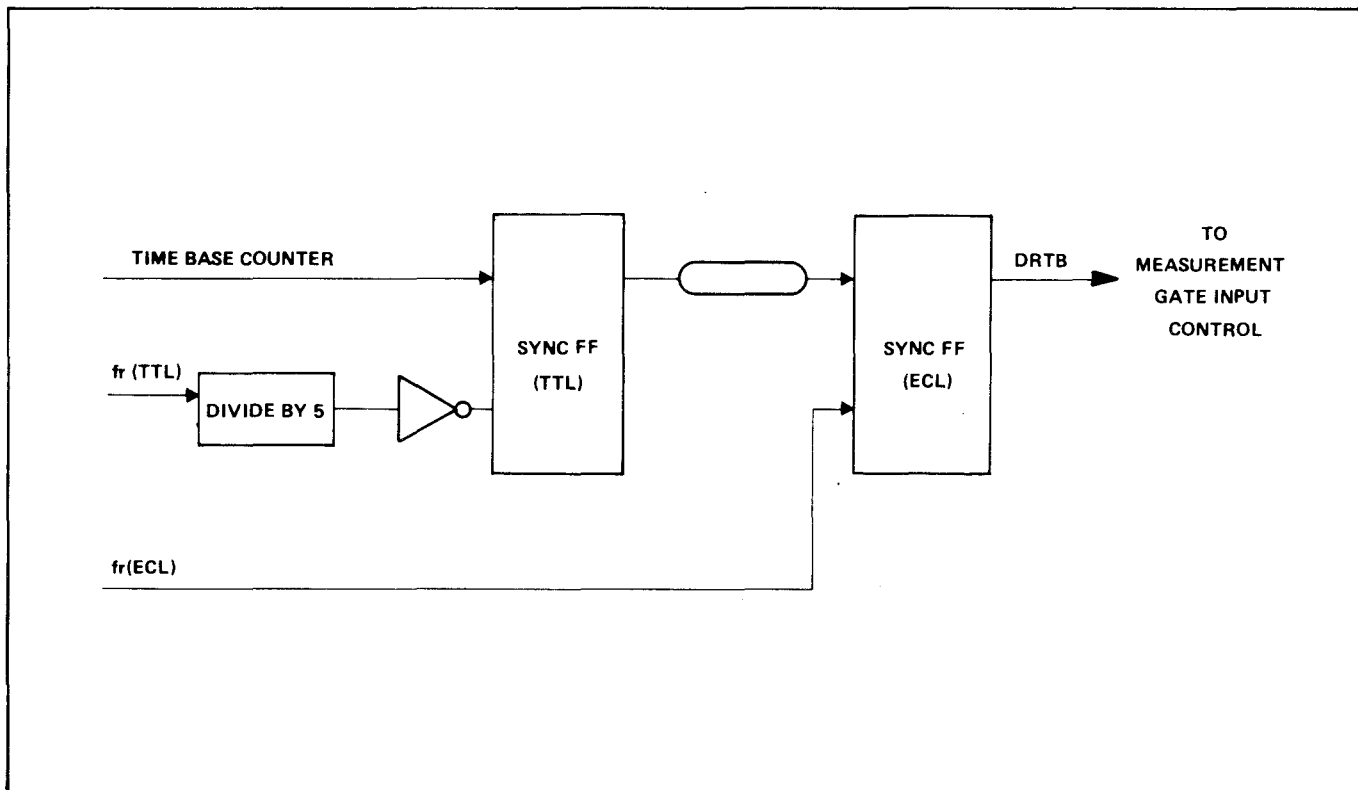 TIME BASE COUNTER
fr (TTL)
DIVIDE BY 5
SYNC FF
(TTL)
fr(ECL)
SYNC FF
(ECL)
DRTB
TO
MEASUREMENT
GATE INPUT
CONTROL